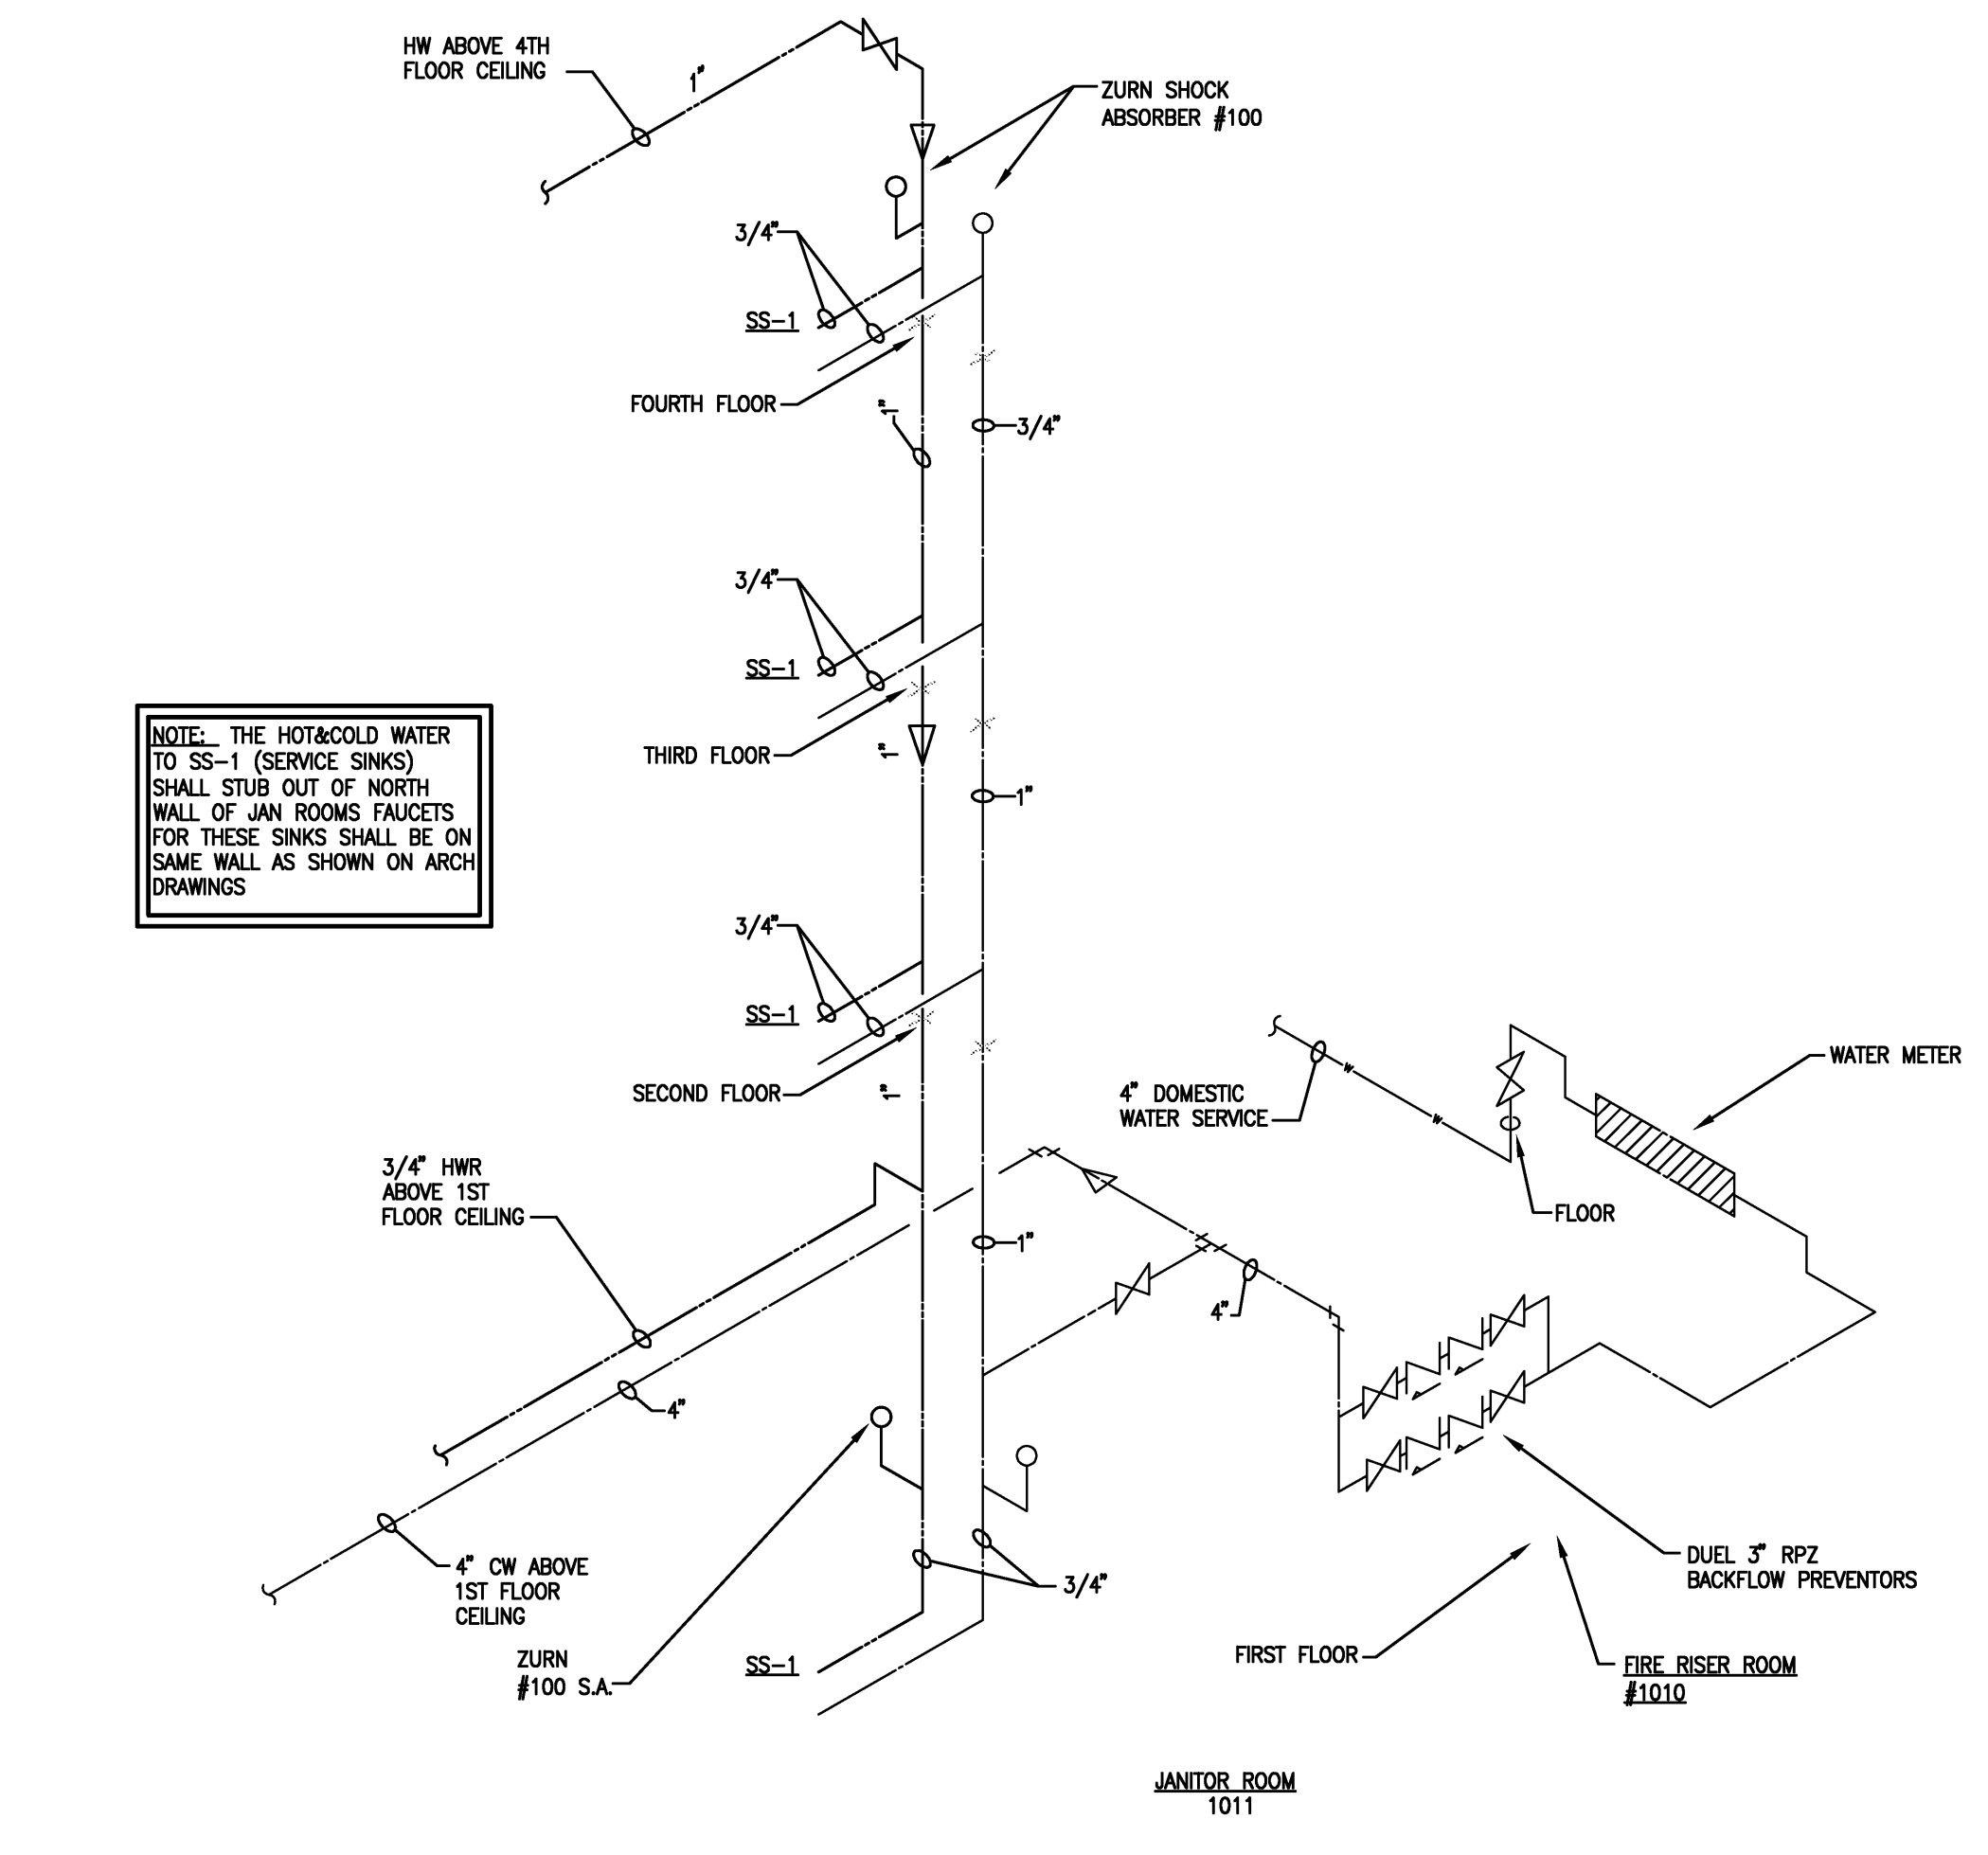 HW ABOVE 4TH
FLOOR CEILING
1"
ZURN SHOCK
ABSORBER #100
3/4"
SS-1
FOURTH FLOOR
1"
3/4"
3/4"
SS-1
THIRD FLOOR
1"
1"
NOTE: THE HOT&COLD WATER
TO SS-1 (SERVICE SINKS)
SHALL STUB OUT OF NORTH
WALL OF JAN ROOMS FAUCETS
FOR THESE SINKS SHALL BE ON
SAME WALL AS SHOWN ON ARCH
DRAWINGS
3/4"
SS-1
SECOND FLOOR
1"
4" DOMESTIC
WATER SERVICE
W
W
WATER METER
FLOOR
3/4" HWR
ABOVE 1ST
FLOOR CEILING
1"
4"
4"
4" CW ABOVE
1ST FLOOR
CEILING
3/4"
DUEL 3" RPZ
BACKFLOW PREVENTORS
ZURN
#100 S.A.
SS-1
FIRST FLOOR
FIRE RISER ROOM
#1010
JANITOR ROOM
1011